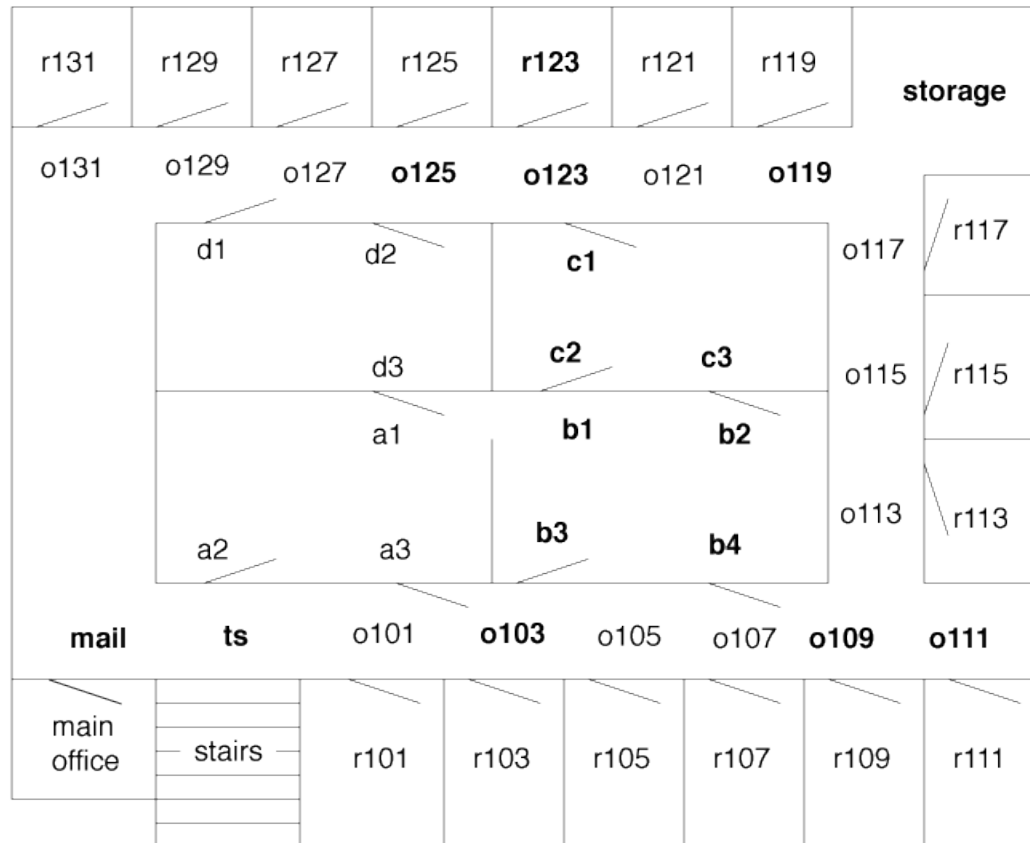 r131 r129 r127 r125 r123 r121 r119
storage
o131 o129 o127 o125 o123 o121 o119
r117
d1 d2 c1 o117
d3 c2 c3 o115 r115
a1 b1 b2
a2 a3 b3 b4 o113 r113
mail ts o101 o103 o105 o107 o109 o111
main
office
stairs r101 r103 r105 r107 r109 r111